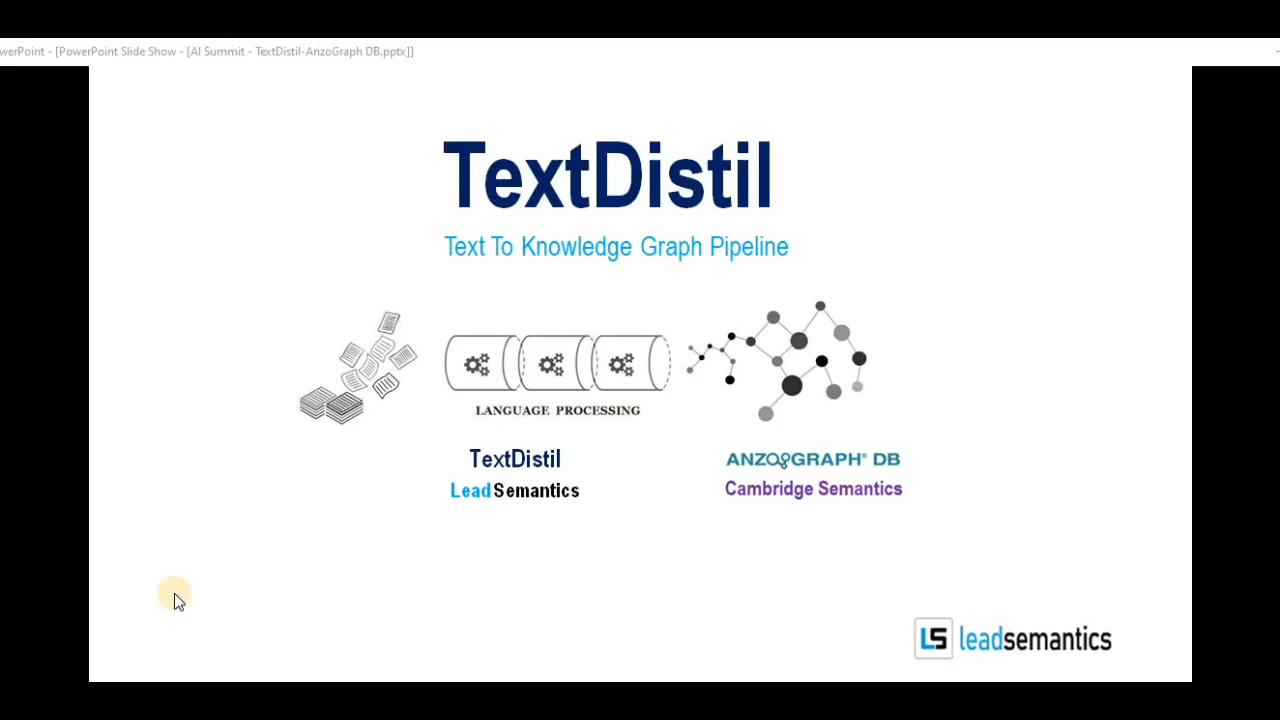 werPoint - [PowerPoint Slide Show - [AI Summit - TextDistil-AnzoGraph DB.pptx]]
TextDistil
Text To Knowledge Graph Pipeline
LANGUAGE PROCESSING
TextDistil
LeadSemantics
ANZOGRAPH® DB
Cambridge Semantics
LS leadsemantics